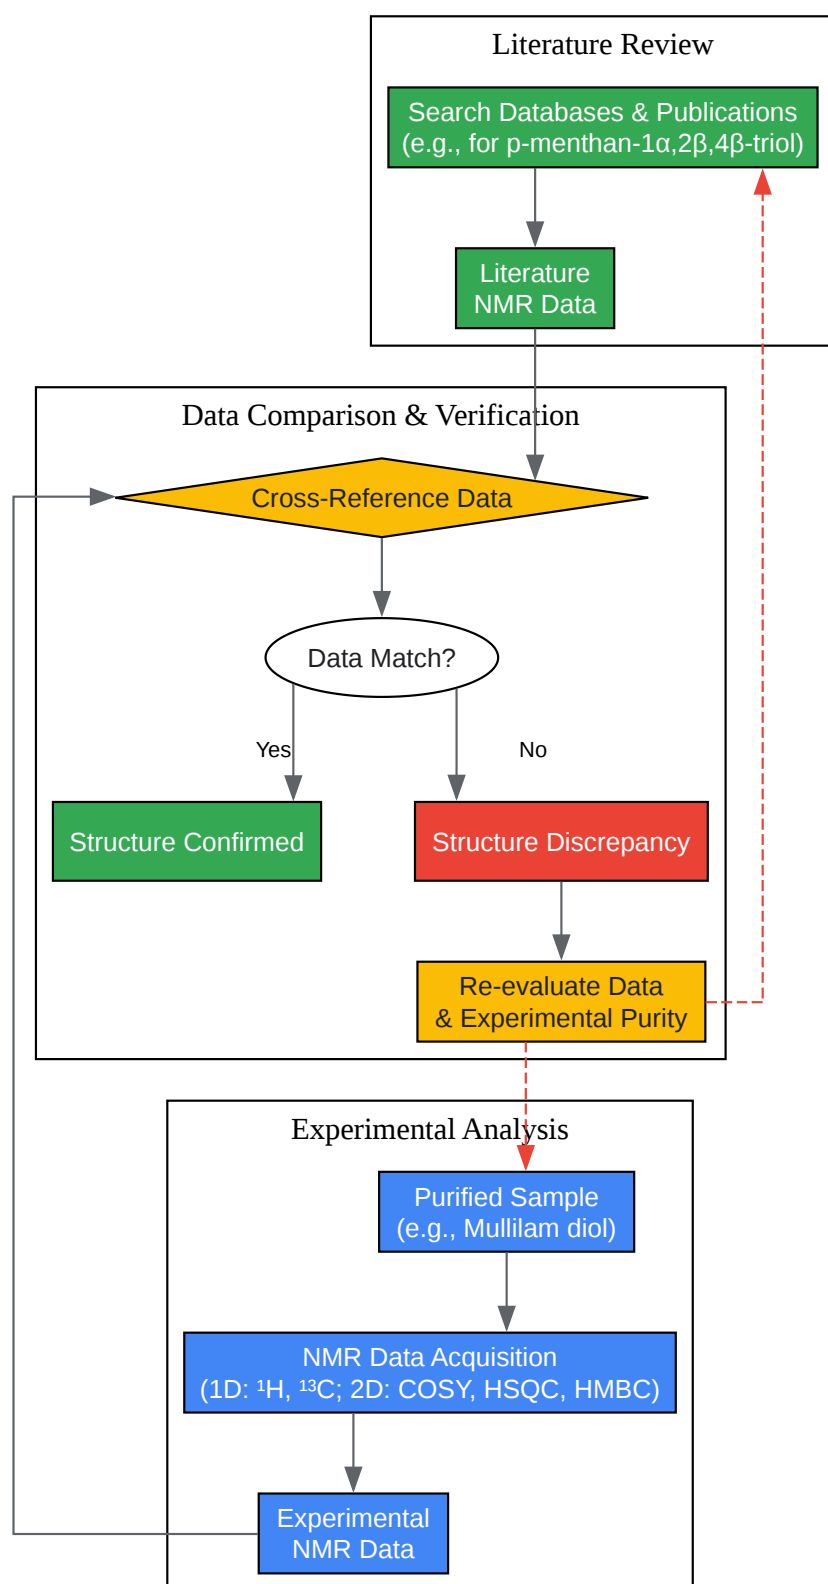 Literature Review
Search Databases & Publications
(e.g., for p-menthan-1α,2β,4β-triol)
Literature
NMR Data
Data Comparison & Verification
Cross-Reference Data
Data Match?
Yes
No
Structure Confirmed
Structure Discrepancy
Re-evaluate Data
& Experimental Purity
Experimental Analysis
Purified Sample
(e.g., Mullilam diol)
NMR Data Acquisition
(1D: ¹H, ¹³C; 2D: COSY, HSQC, HMBC)
Experimental
NMR Data